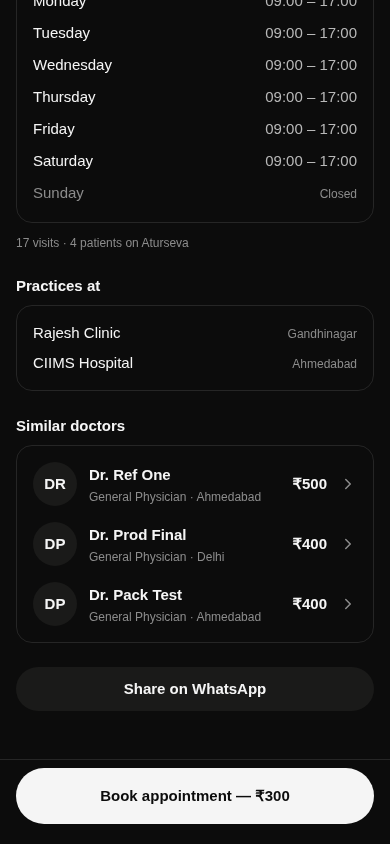 Monday 09:00 – 17:00
Tuesday 09:00 – 17:00
Wednesday 09:00 – 17:00
Thursday 09:00 – 17:00
Friday 09:00 – 17:00
Saturday 09:00 – 17:00
Sunday Closed
17 visits · 4 patients on Aturseva
Practices at
Rajesh Clinic Gandhinagar
CIIMS Hospital Ahmedabad
Similar doctors
DR Dr. Ref One ₹500
General Physician · Ahmedabad
DP Dr. Prod Final ₹400
General Physician · Delhi
DP Dr. Pack Test ₹400
General Physician · Ahmedabad
Share on WhatsApp
Book appointment — ₹300